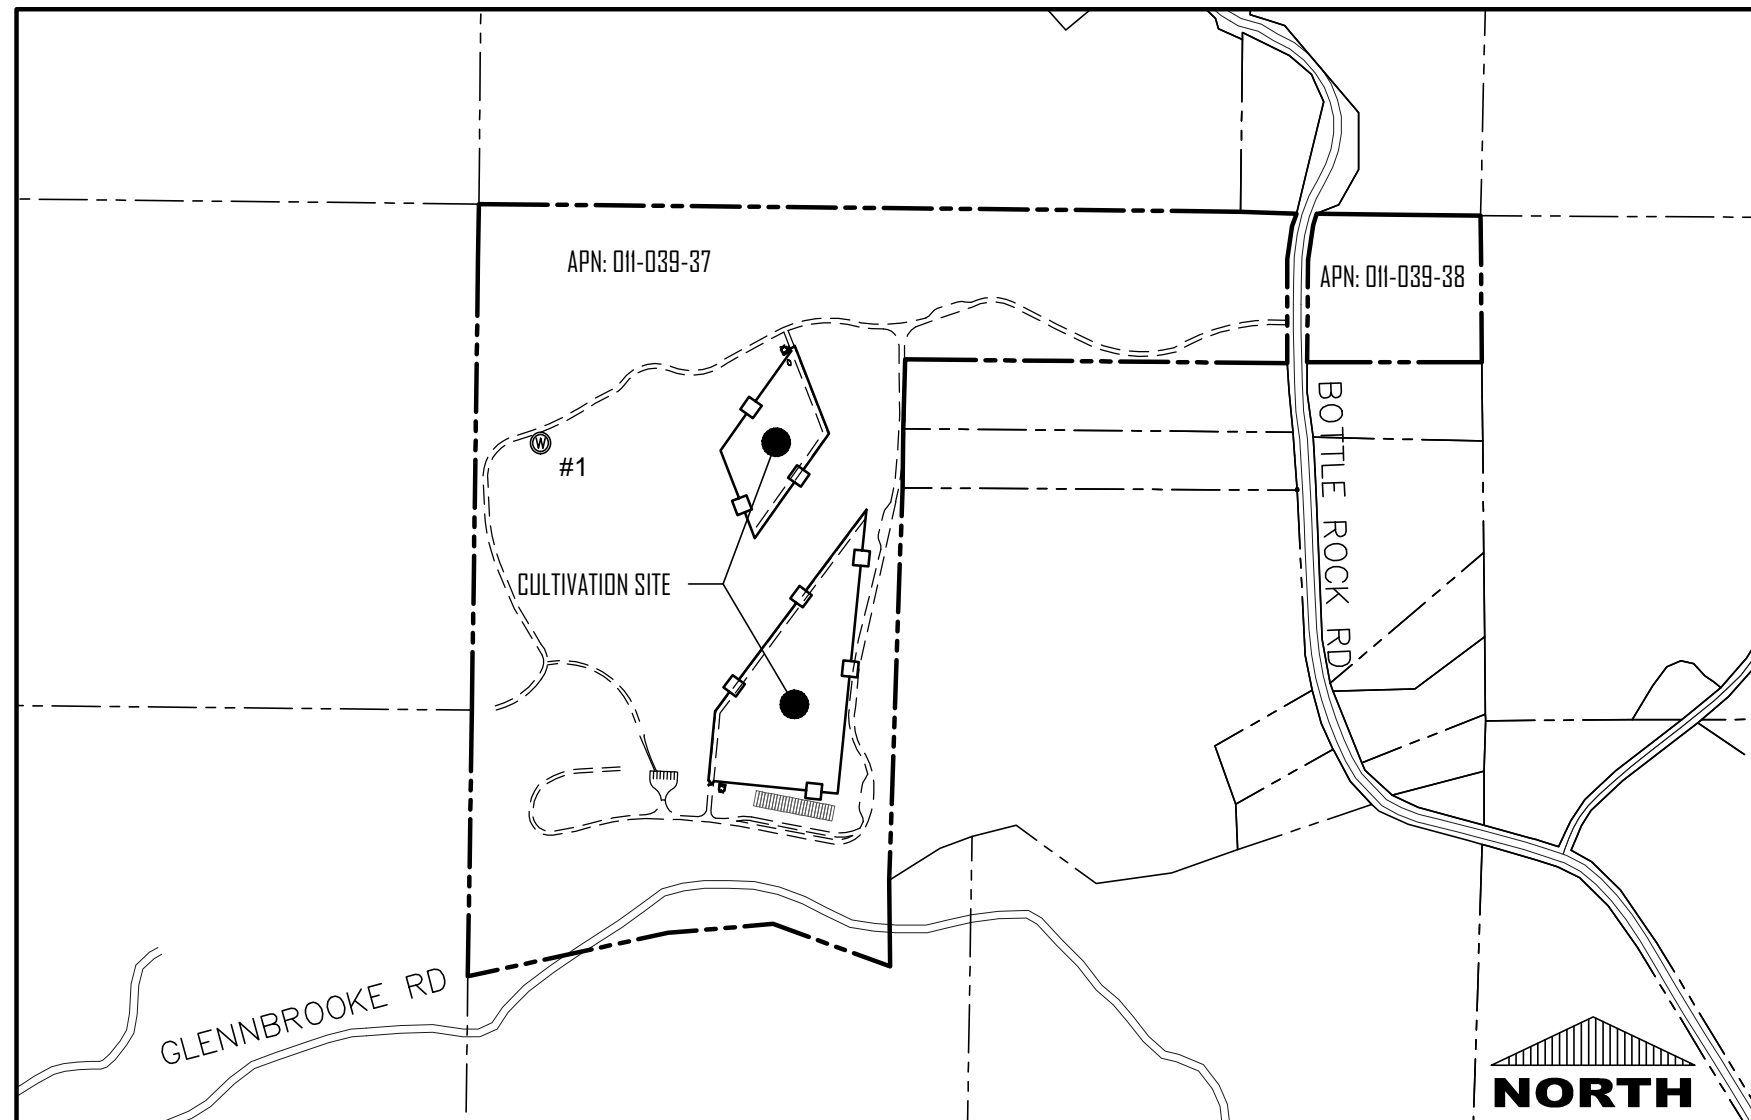 APN: 011-039-37
APN: 011-039-38
W
#1
BOTTLE ROCK RD
CULTIVATION SITE
GLENNBROOKE RD
NORTH